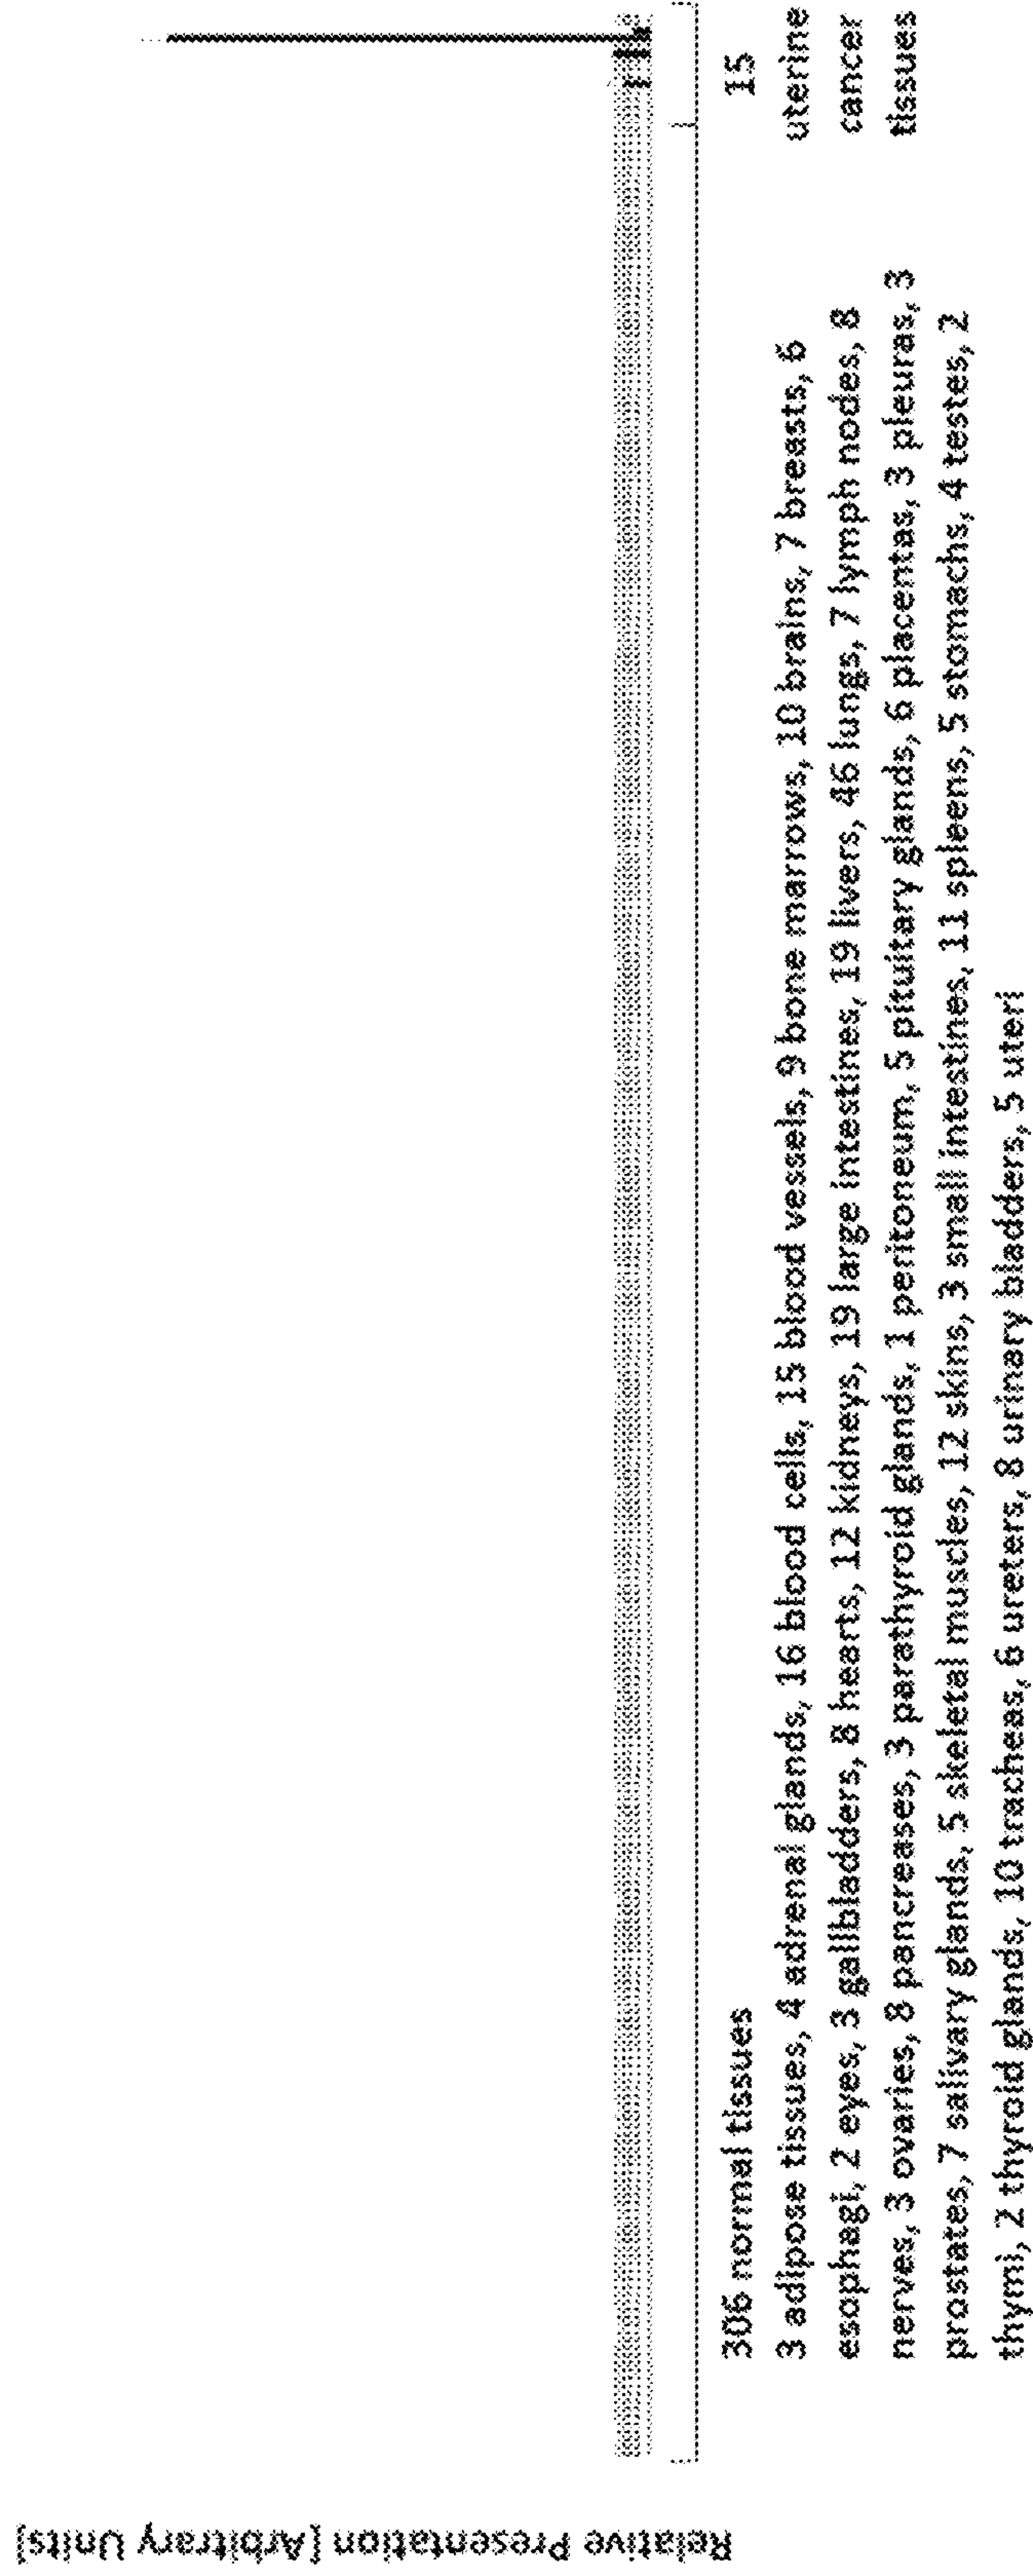 Relative Presentation [Arbitrary Units]
306 normal tissues
3 adipose tissues, 4 adrenal glands, 16 blood cells, 15 blood vessels, 9 bone marrows, 10 brains, 7 breasts, 6
esophagi, 2 eyes, 3 gallbladders, 8 hearts, 12 kidneys, 19 large intestines, 19 livers, 46 lungs, 7 lymph nodes, 8
nerves, 3 ovaries, 8 pancreases, 3 parathyroid glands, 1 peritoneum, 5 pituitary glands, 6 placentas, 3 pleuras, 3
prostates, 7 salivary glands, 5 skeletal muscles, 12 skins, 3 small intestines, 11 spleens, 5 stomachs, 4 testes, 2
thymi, 2 thyroid glands, 10 tracheas, 6 ureters, 8 urinary bladders, 5 uteri
15
uterine
cancer
tissues